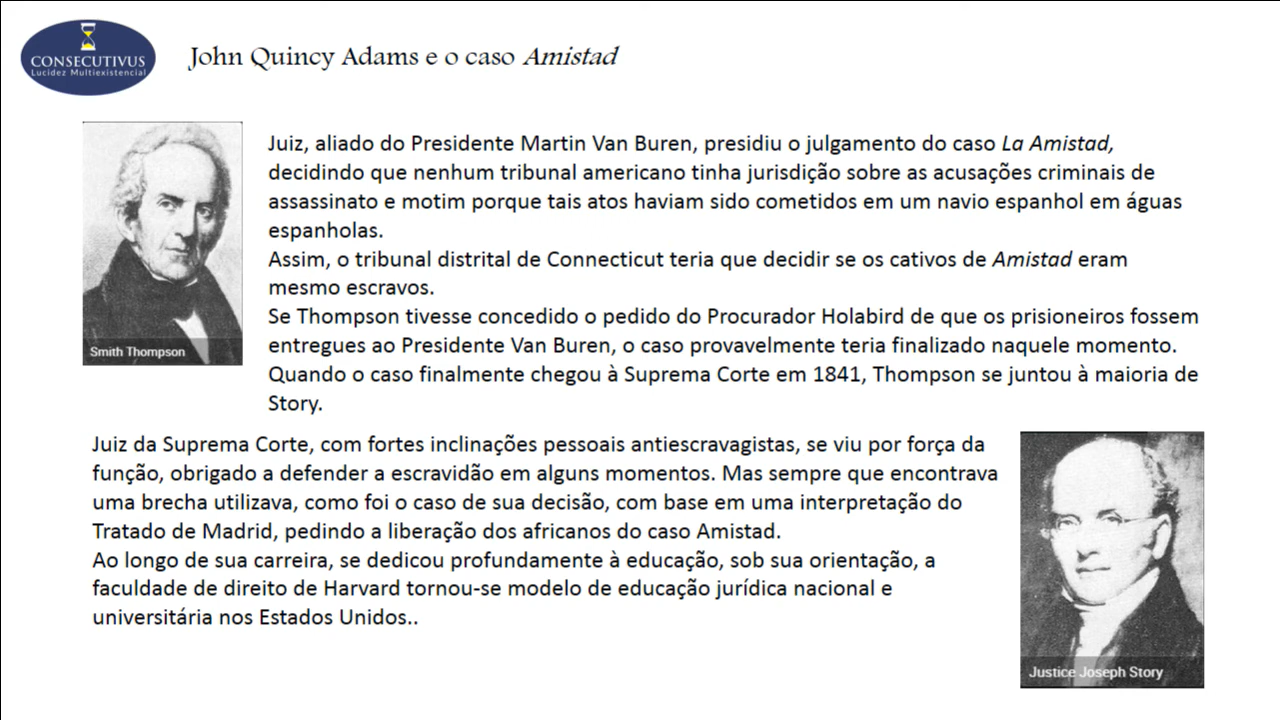 CONSECUTIVUS
Lucidez Multiexistencial
John Quincy Adams e o caso Amistad
Juiz, aliado do Presidente Martin Van Buren, presidiu o julgamento do caso La Amistad,
decidindo que nenhum tribunal americano tinha jurisdição sobre as acusações criminais de
assassinato e motim porque tais atos haviam sido cometidos em um navio espanhol em águas
espanholas.
Assim, o tribunal distrital de Connecticut teria que decidir se os cativos de Amistad eram
mesmo escravos.
Se Thompson tivesse concedido o pedido do Procurador Holabird de que os prisioneiros fossem
entregues ao Presidente Van Buren, o caso provavelmente teria finalizado naquele momento.
Quando o caso finalmente chegou à Suprema Corte em 1841, Thompson se juntou à maioria de
Story.
Smith Thompson
Juiz da Suprema Corte, com fortes inclinações pessoais antiescravagistas, se viu por força da
função, obrigado a defender a escravidão em alguns momentos. Mas sempre que encontrava
uma brecha utilizava, como foi o caso de sua decisão, com base em uma interpretação do
Tratado de Madrid, pedindo a liberação dos africanos do caso Amistad.
Ao longo de sua carreira, se dedicou profundamente à educação, sob sua orientação, a
faculdade de direito de Harvard tornou-se modelo de educação jurídica nacional e
universitária nos Estados Unidos..
Justice Joseph Story